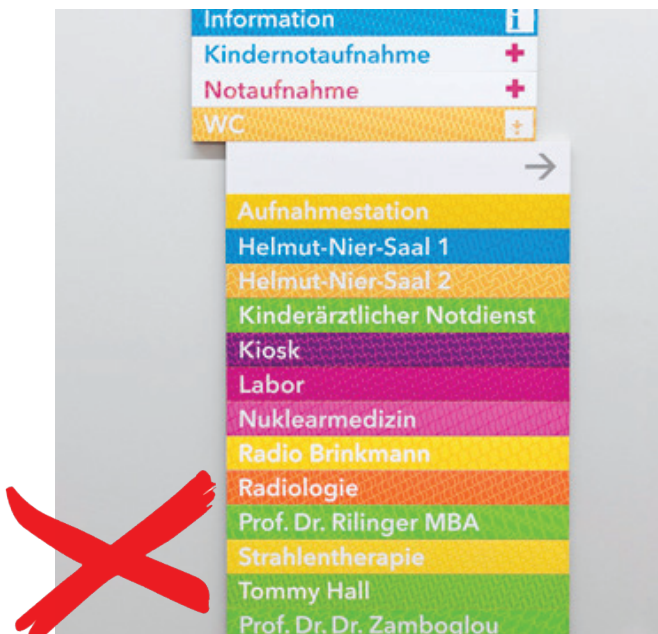 Information i
Kindernotaufnahme
Notaufnahme
WC
Aufnahmestation
Helmut-Nier-Saal 1
Helmut-Nier-Saal 2
Kinderärztlicher Notdienst
Kiosk
Labor
Nuklearmedizin
Radio Brinkmann
Radiologie
Prof. Dr. Rilinger MBA
Strahlentherapie
Tommy Hall
Prof. Dr. Dr. Zamboglou